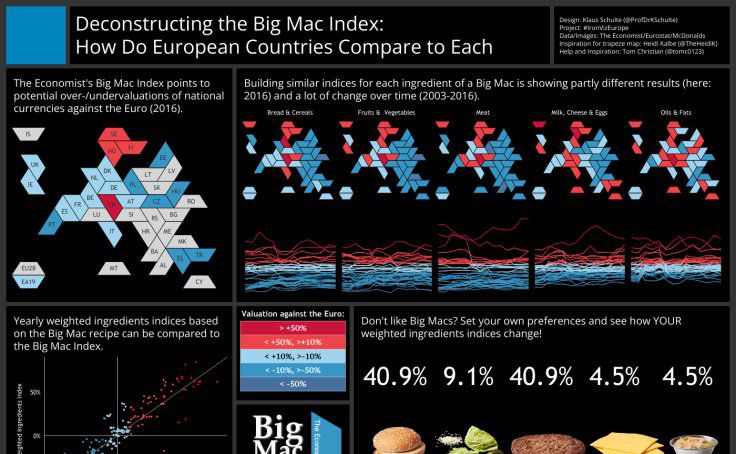 Deconstructing the Big Mac Index:
How Do European Countries Compare to Each
Design: Klaus Schulte (@ProfDrKSchulte)
Project: #IronVizEurope
Data/Images: The Economist/Eurostat/McDonalds
Inspiration for trapeze map: Heidi Kalbe (@TheHeidiK)
Help and Inspiration: Tom Christian (@tomc0123)
The Economist's Big Mac Index points to
potential over-/undervaluations of national
currencies against the Euro (2016).
IS
SE
NO
FI
UK
EE
DK
LT
LV
IE
NL
PL
SK
DE
HU
BE
FR
CH
AT
CZ
RO
ES
LU
SI
BG
PT
RS
IT
HR
ME
MK
BA
EL
TR
AL
EU28
MT
EA19
CY
Building similar indices for each ingredient of a Big Mac is showing partly different results (here:
2016) and a lot of change over time (2003-2016).
Bread & Cereals
Fruits & Vegetables
Meat
Milk, Cheese & Eggs
Oils & Fats
Yearly weighted ingredients indices based
on the Big Mac recipe can be compared to
the Big Mac Index.
50%
0%
Weighted Ingredients Index
Valuation against the Euro:
> +50%
< +50%, >+10%
< +10%, >-10%
< -10%, >-50%
< -50%
Big
Mac
The Econo
Don't like Big Macs? Set your own preferences and see how YOUR
weighted ingredients indices change!
40.9% 9.1% 40.9% 4.5% 4.5%